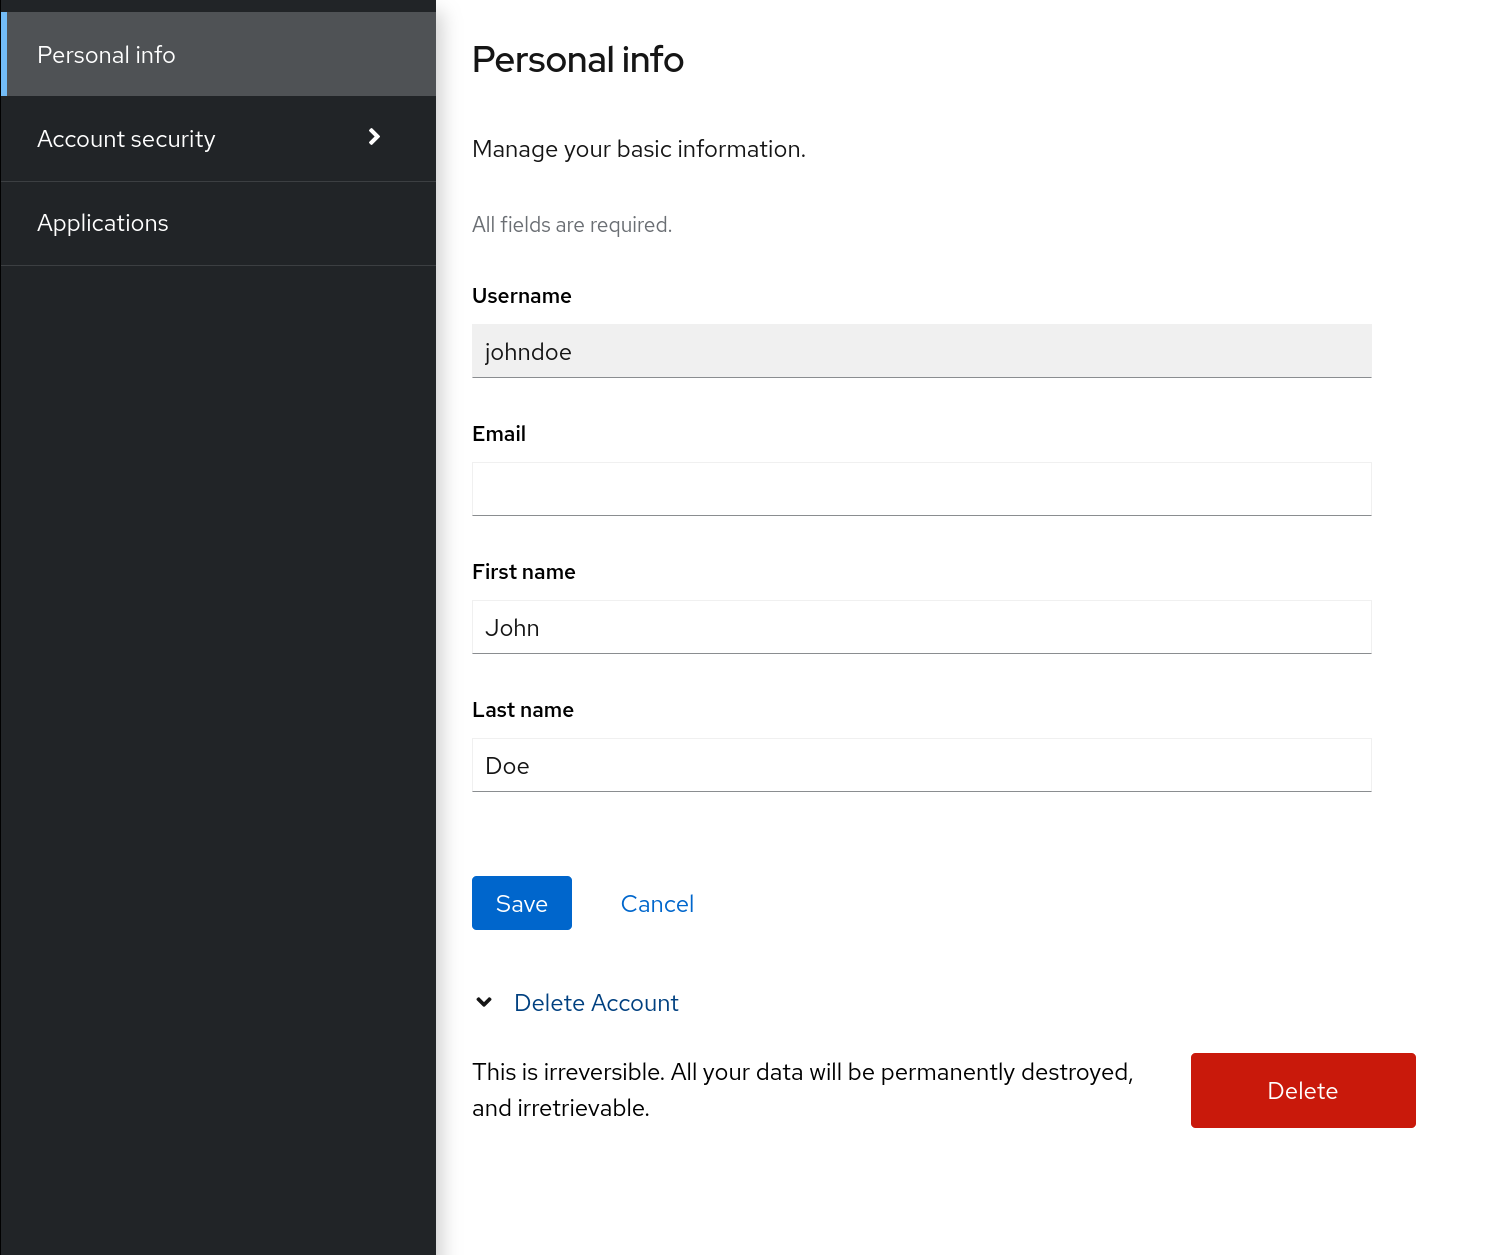 Personal info
Account security
Applications
Personal info
Manage your basic information.
All fields are required.
Username
johndoe
Email
First name
John
Last name
Doe
Save Cancel
Delete Account
This is irreversible. All your data will be permanently destroyed,
and irretrievable.
Delete